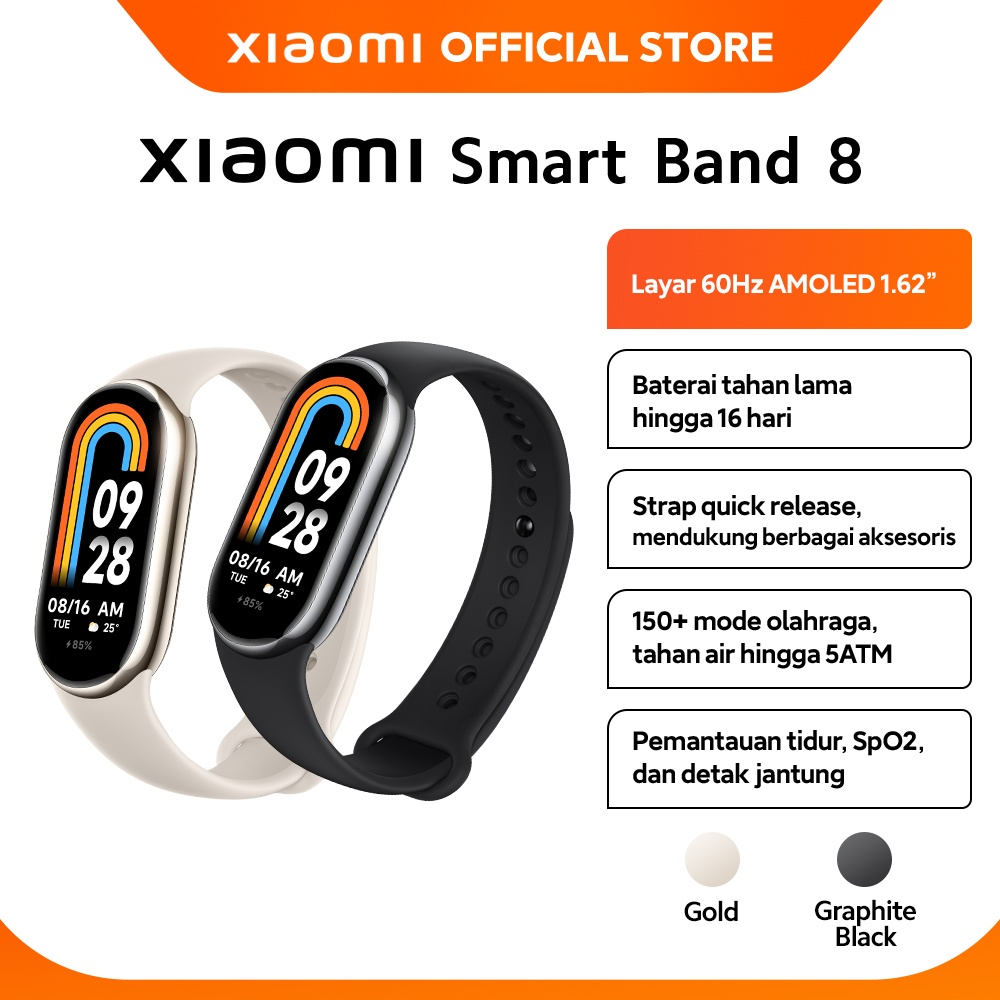 xiaomi OFFICIAL STORE
xiaomi Smart Band 8
Layar 60Hz AMOLED 1.62”
Baterai tahan lama
hingga 16 hari
Strap quick release,
mendukung berbagai aksesoris
150+ mode olahraga,
tahan air hingga 5ATM
Pemantauan tidur, SpO2,
dan detak jantung
09
28
08/16 AM
TUE 25°
85%
09
28
08/16 AM
TUE 25°
85%
Gold
Graphite
Black